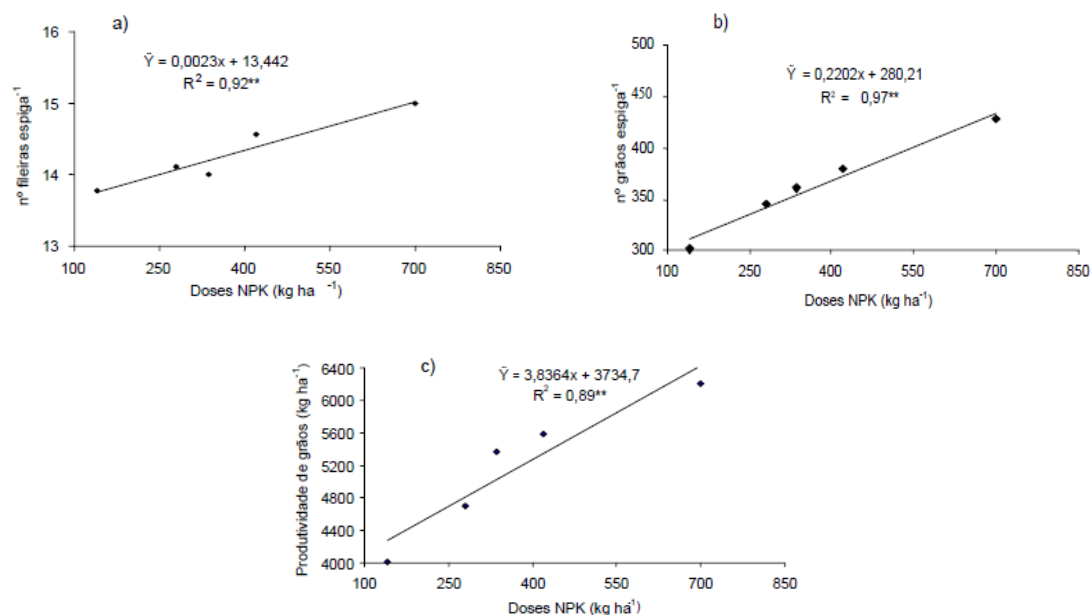 a)
Ȳ = 0,0023x + 13,442
R² = 0,92**
nº fileiras espiga⁻¹
16
15
14
13
100 250 400 550 700 850
Doses NPK (kg ha ⁻¹)
b)
Ȳ = 0,2202x + 280,21
R² = 0,97**
nº grãos espiga⁻¹
500
450
400
350
300
100 250 400 550 700 850
Doses NPK (kg ha⁻¹)
c)
Ȳ = 3,8364x + 3734,7
R² = 0,89**
Produtividade de grãos (kg ha⁻¹)
6400
6000
5600
5200
4800
4400
4000
100 250 400 550 700 850
Doses NPK (kg ha⁻¹)